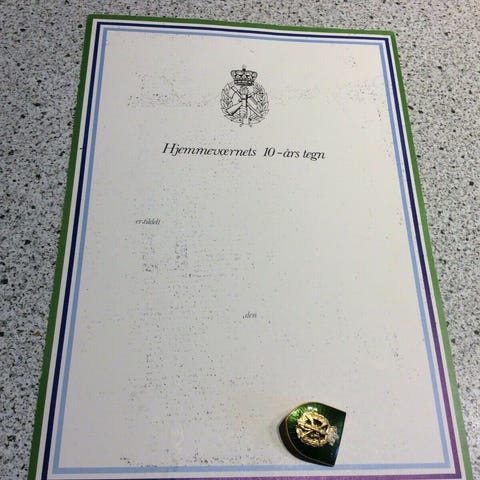 Hjemmeværnets 10-års tegn
er tildelt
,den